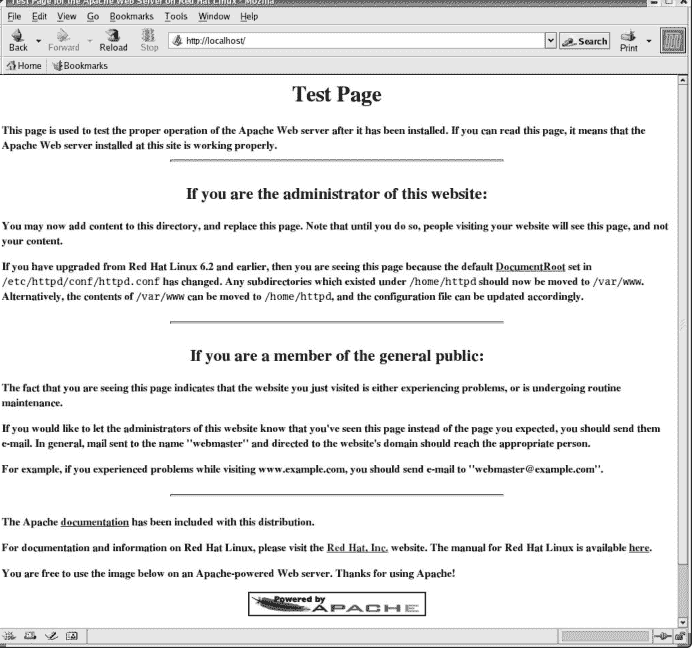 Test Page for the Apache Web Server on Red Hat Linux - Mozilla
File Edit View Go Bookmarks Tools Window Help
Back Forward Reload Stop http://localhost/ Search Print
Home Bookmarks
Test Page
This page is used to test the proper operation of the Apache Web server after it has been installed. If you can read this page, it means that the
Apache Web server installed at this site is working properly.
If you are the administrator of this website:
You may now add content to this directory, and replace this page. Note that until you do so, people visiting your website will see this page, and not
your content.
If you have upgraded from Red Hat Linux 6.2 and earlier, then you are seeing this page because the default DocumentRoot set in
/etc/httpd/conf/httpd.conf has changed. Any subdirectories which existed under /home/httpd should now be moved to /var/www.
Alternatively, the contents of /var/www can be moved to /home/httpd, and the configuration file can be updated accordingly.
If you are a member of the general public:
The fact that you are seeing this page indicates that the website you just visited is either experiencing problems, or is undergoing routine
maintenance.
If you would like to let the administrators of this website know that you've seen this page instead of the page you expected, you should send them
e-mail. In general, mail sent to the name "webmaster" and directed to the website's domain should reach the appropriate person.
For example, if you experienced problems while visiting www.example.com, you should send e-mail to "webmaster@example.com".
The Apache documentation has been included with this distribution.
For documentation and information on Red Hat Linux, please visit the Red Hat, Inc. website. The manual for Red Hat Linux is available here.
You are free to use the image below on an Apache-powered Web server. Thanks for using Apache!
Powered by
APACHE